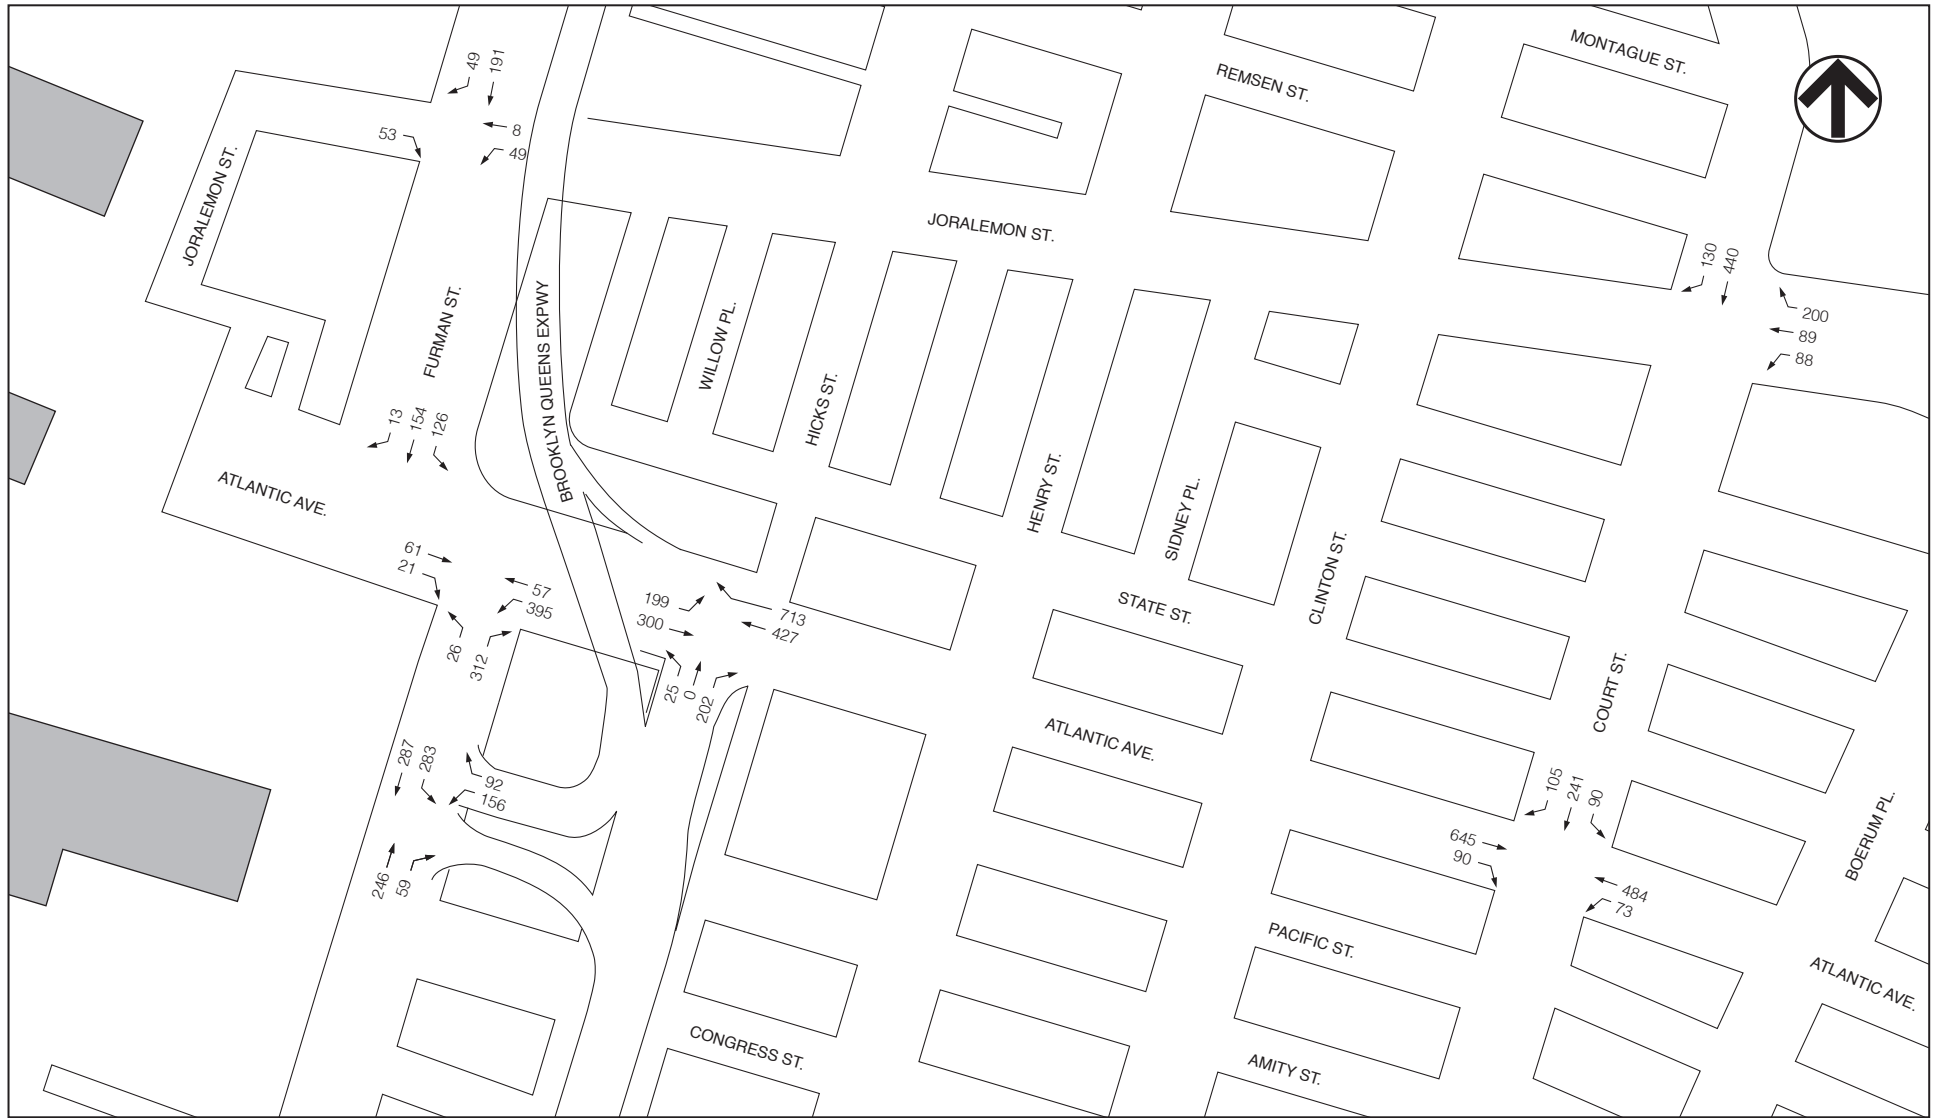 MONTAGUE ST.
REMSEN ST.
49
191
8
49
53
JORALEMON ST.
JORALEMON ST.
130
440
200
89
88
FURMAN ST.
BROOKLYN QUEENS EXPWY
WILLOW PL.
HICKS ST.
HENRY ST.
SIDNEY PL.
CLINTON ST.
13
154
126
ATLANTIC AVE.
61
21
57
395
26
312
199
300
713
427
25
0
202
STATE ST.
COURT ST.
ATLANTIC AVE.
287
283
92
156
246
59
105
241
90
645
90
484
73
BOERUM PL.
PACIFIC ST.
ATLANTIC AVE.
CONGRESS ST.
AMITY ST.